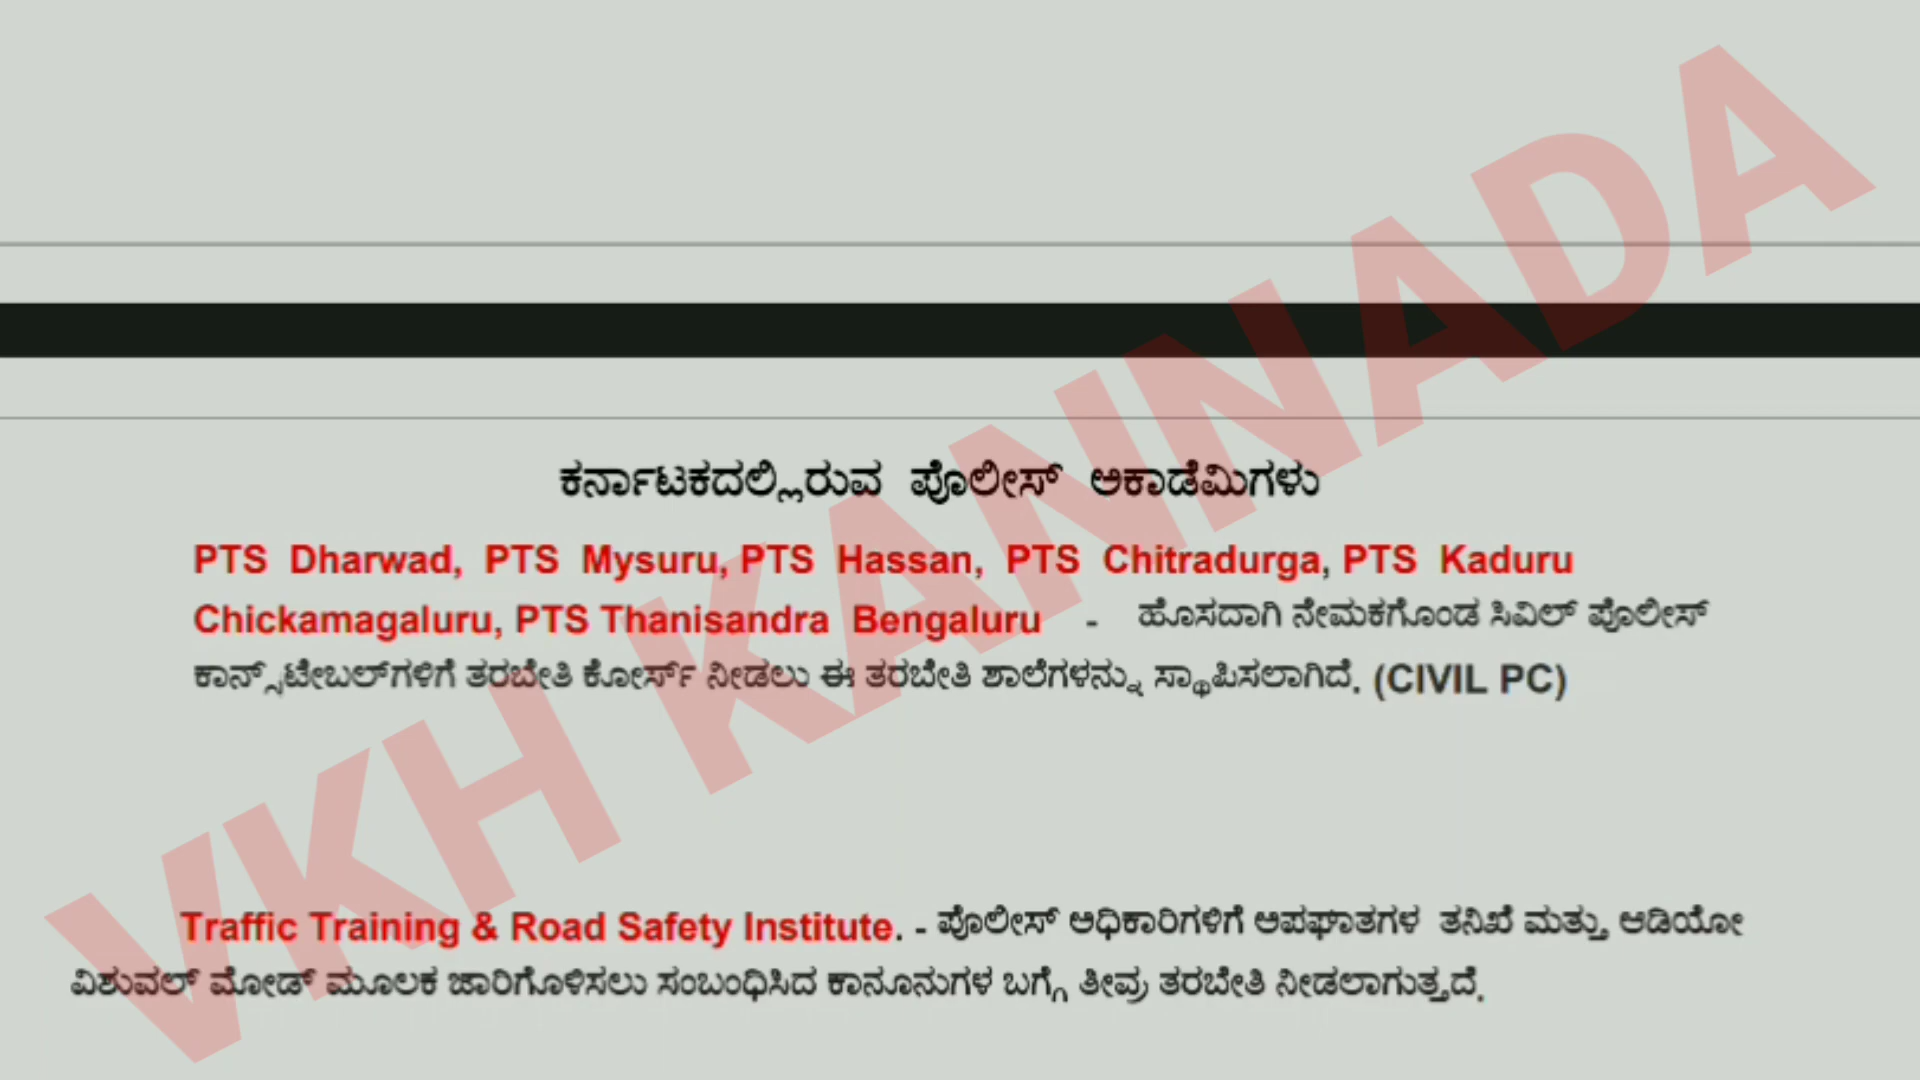 ಕರ್ನಾಟಕದಲ್ಲಿರುವ ಪೊಲೀಸ್ ಅಕಾಡೆಮಿಗಳು
PTS Dharwad, PTS Mysuru, PTS Hassan, PTS Chitradurga, PTS Kaduru
Chickamagaluru, PTS Thanisandra Bengaluru - ಹೊಸದಾಗಿ ನೇಮಕಗೊಂಡ ಸಿವಿಲ್ ಪೊಲೀಸ್
ಕಾನ್ಸ್ಟೇಬಲ್‌ಗಳಿಗೆ ತರಬೇತಿ ಕೋರ್ಸ್ ನೀಡಲು ಈ ತರಬೇತಿ ಶಾಲೆಗಳನ್ನು ಸ್ಥಾಪಿಸಲಾಗಿದೆ. (CIVIL PC)
Traffic Training & Road Safety Institute. - ಪೊಲೀಸ್ ಅಧಿಕಾರಿಗಳಿಗೆ ಅಪಘಾತಗಳ ತನಿಖೆ ಮತ್ತು ಆಡಿಯೋ
ವಿಶುವಲ್ ಮೋಡ್ ಮೂಲಕ ಜಾರಿಗೊಳಿಸಲು ಸಂಬಂಧಿಸಿದ ಕಾನೂನುಗಳ ಬಗ್ಗೆ ತೀವ್ರ ತರಬೇತಿ ನೀಡಲಾಗುತ್ತದೆ.
VKH KANNADA